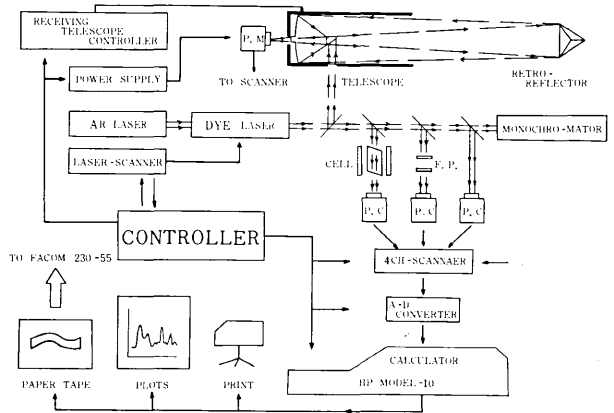 RECEIVING
TELESCOPE
CONTROLLER
P. M
TO SCANNER
TELESCOPE
RETRO-
REFLECTOR
POWER SUPPLY
AR LASER
DYE LASER
MONOCHRO-MATOR
LASER-SCANNER
CELL
F. P.
P. C
P. C
P. C
CONTROLLER
TO FACOM 230-55
4CH-SCANNAER
A-D
CONVERTER
CALCULATOR
HP MODEL-10
PAPER TAPE
PLOTS
PRINT